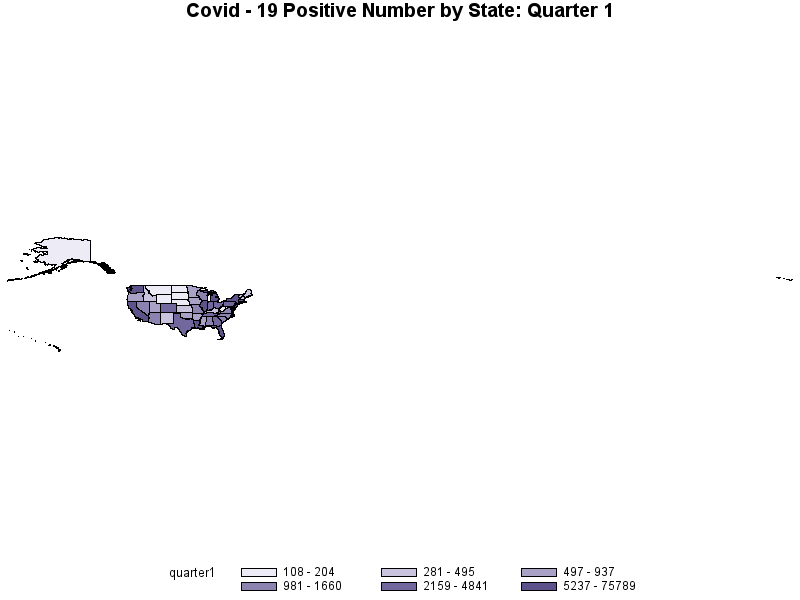 Covid - 19 Positive Number by State: Quarter 1
quarter1 108 - 204 281 - 495 497 - 937
981 - 1660 2159 - 4841 5237 - 75789